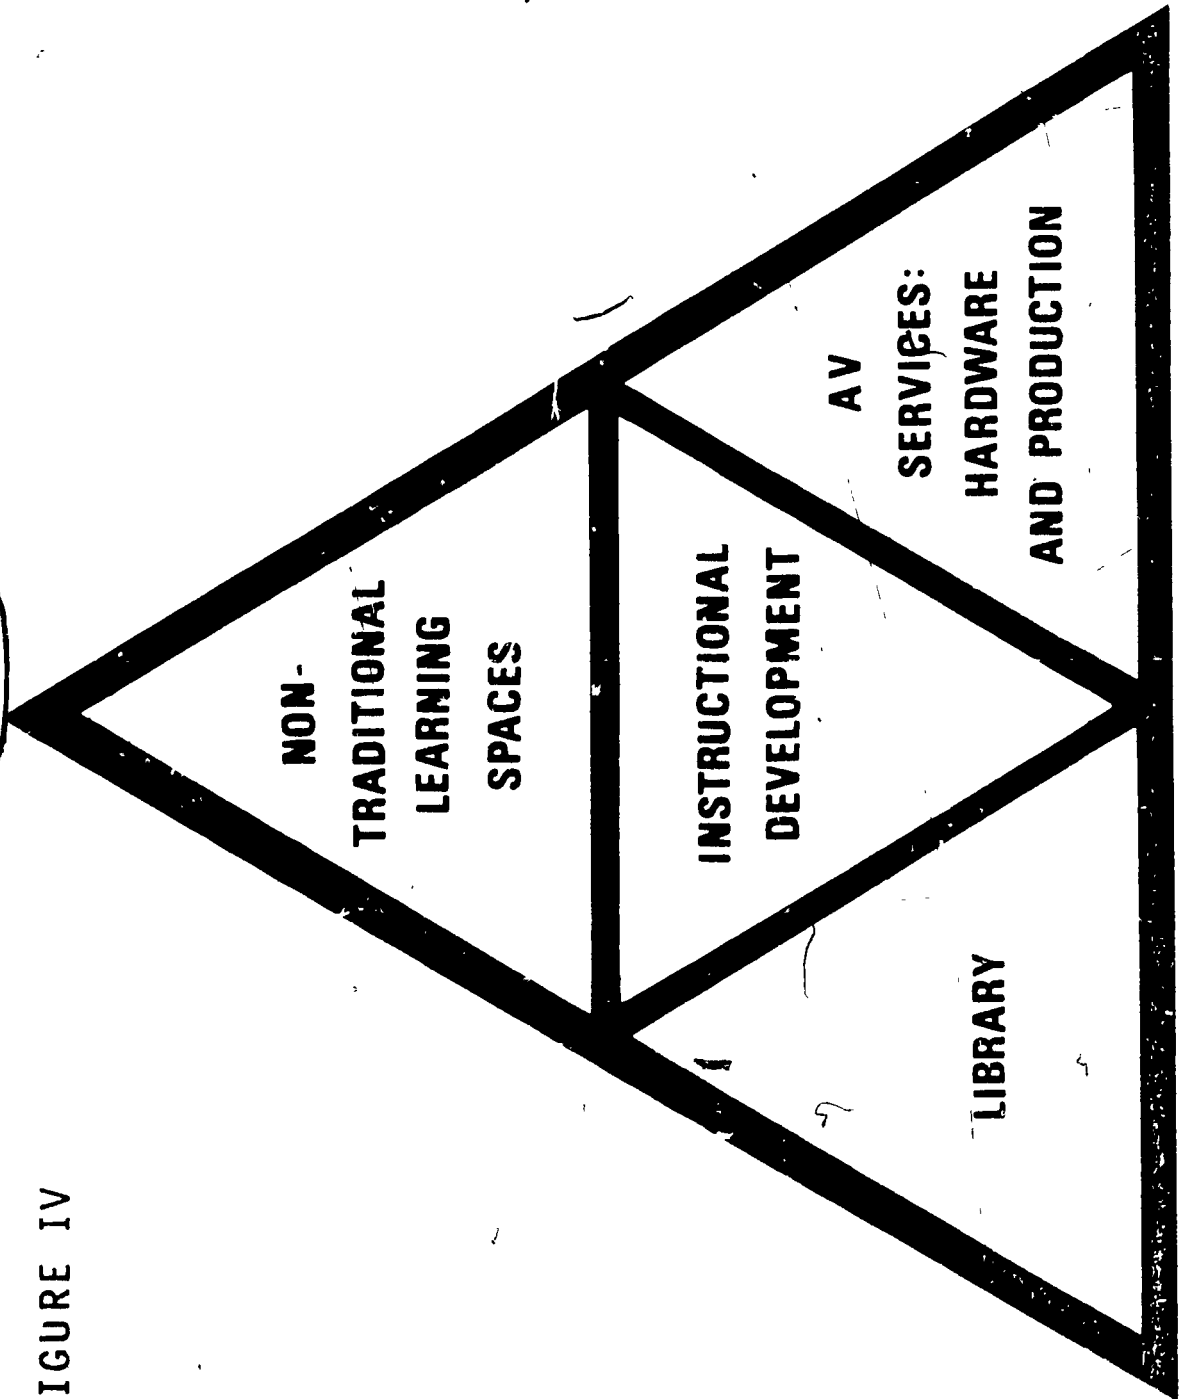 IGURE IV
NON-
TRADITIONAL
LEARNING
SPACES
INSTRUCTIONAL
DEVELOPMENT
LIBRARY
AV
SERVICES:
HARDWARE
AND PRODUCTION